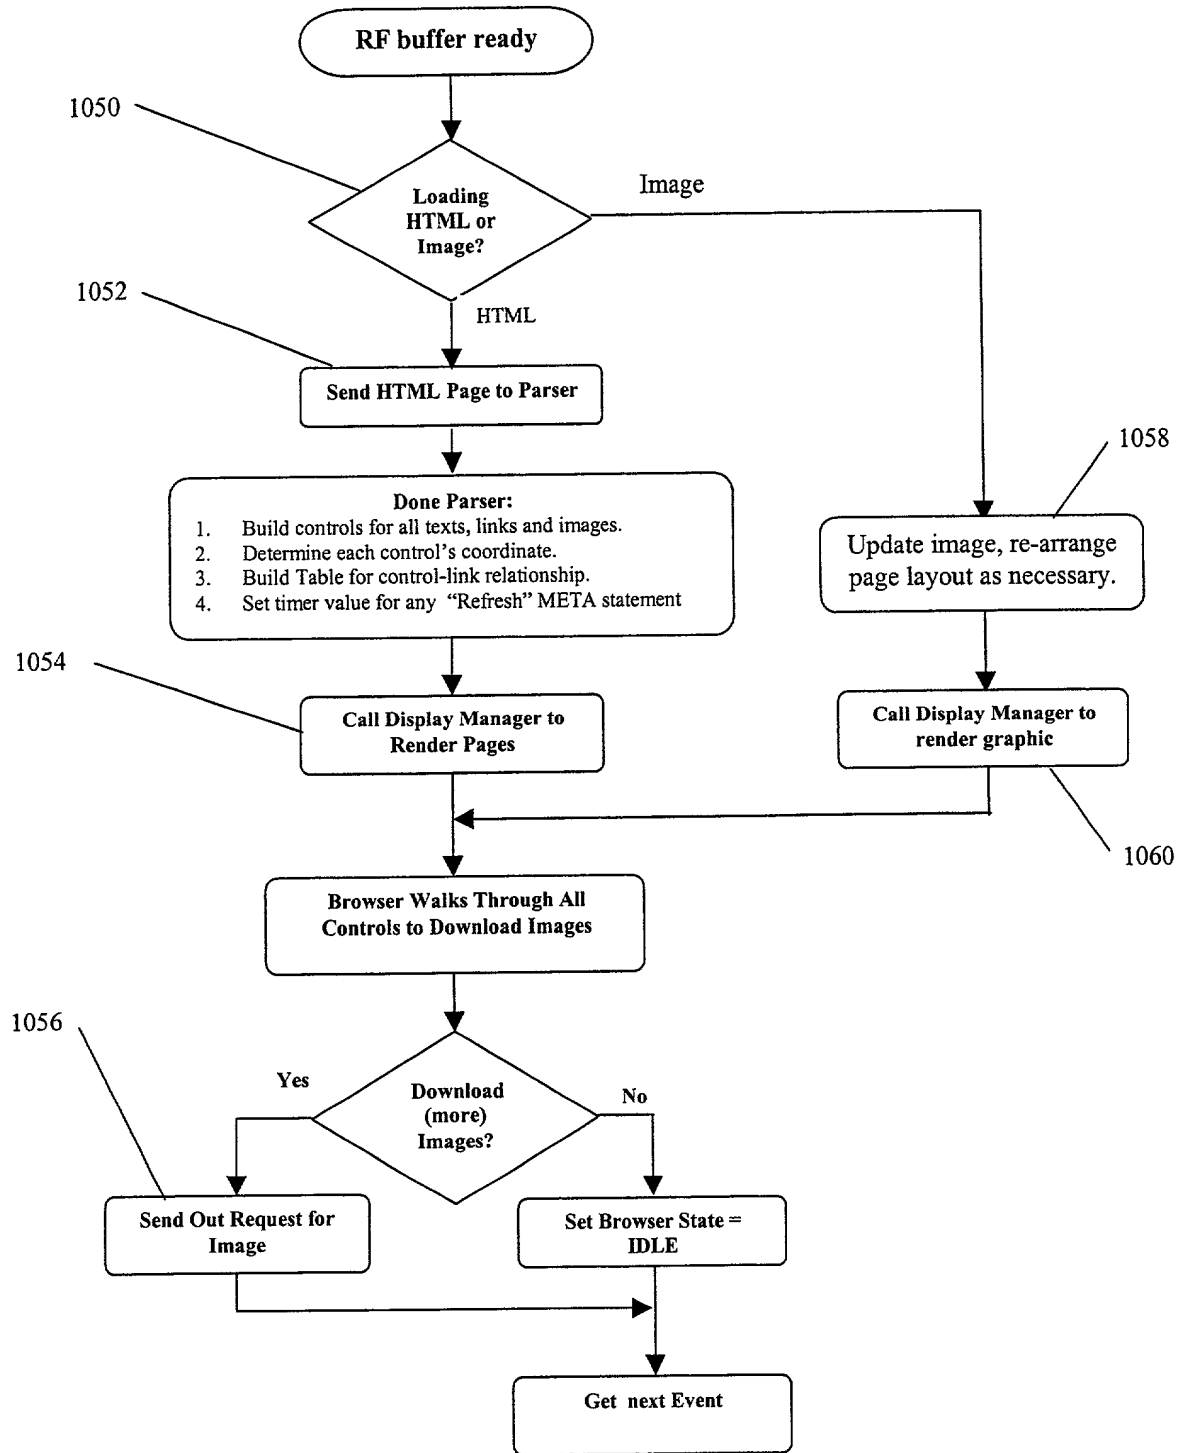 RF buffer ready
1050
Loading
HTML or
Image?
Image
1052
HTML
Send HTML Page to Parser
1058
Done Parser:
1. Build controls for all texts, links and images.
2. Determine each control's coordinate.
3. Build Table for control-link relationship.
4. Set timer value for any “Refresh” META statement
Update image, re-arrange
page layout as necessary.
1054
Call Display Manager to
Render Pages
Call Display Manager to
render graphic
1060
Browser Walks Through All
Controls to Download Images
1056
Yes
Download
(more)
Images?
No
Send Out Request for
Image
Set Browser State =
IDLE
Get next Event